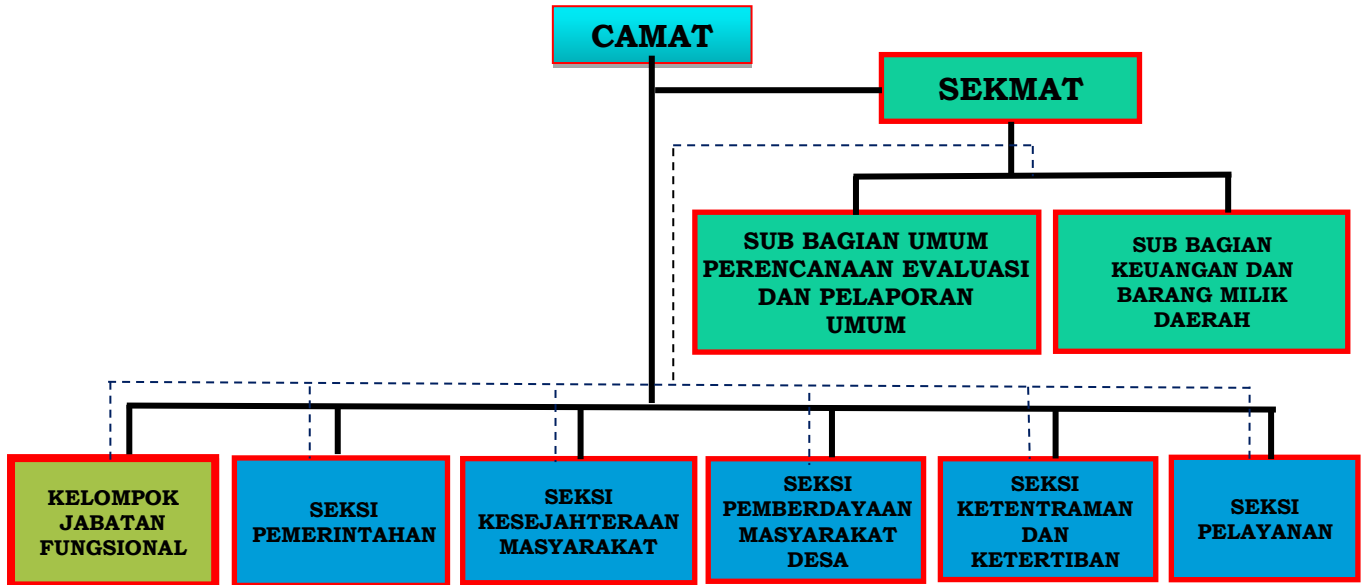 CAMAT
SEKMAT
SUB BAGIAN UMUM
PERENCANAAN EVALUASI
DAN PELAPORAN
UMUM
SUB BAGIAN
KEUANGAN DAN
BARANG MILIK
DAERAH
KELOMPOK
JABATAN
FUNGSIONAL
SEKSI
PEMERINTAHAN
SEKSI
KESEJAHTERAAN
MASYARAKAT
SEKSI
PEMBERDAYAAN
MASYARAKAT
DESA
SEKSI
KETENTRAMAN
DAN
KETERTIBAN
SEKSI
PELAYANAN